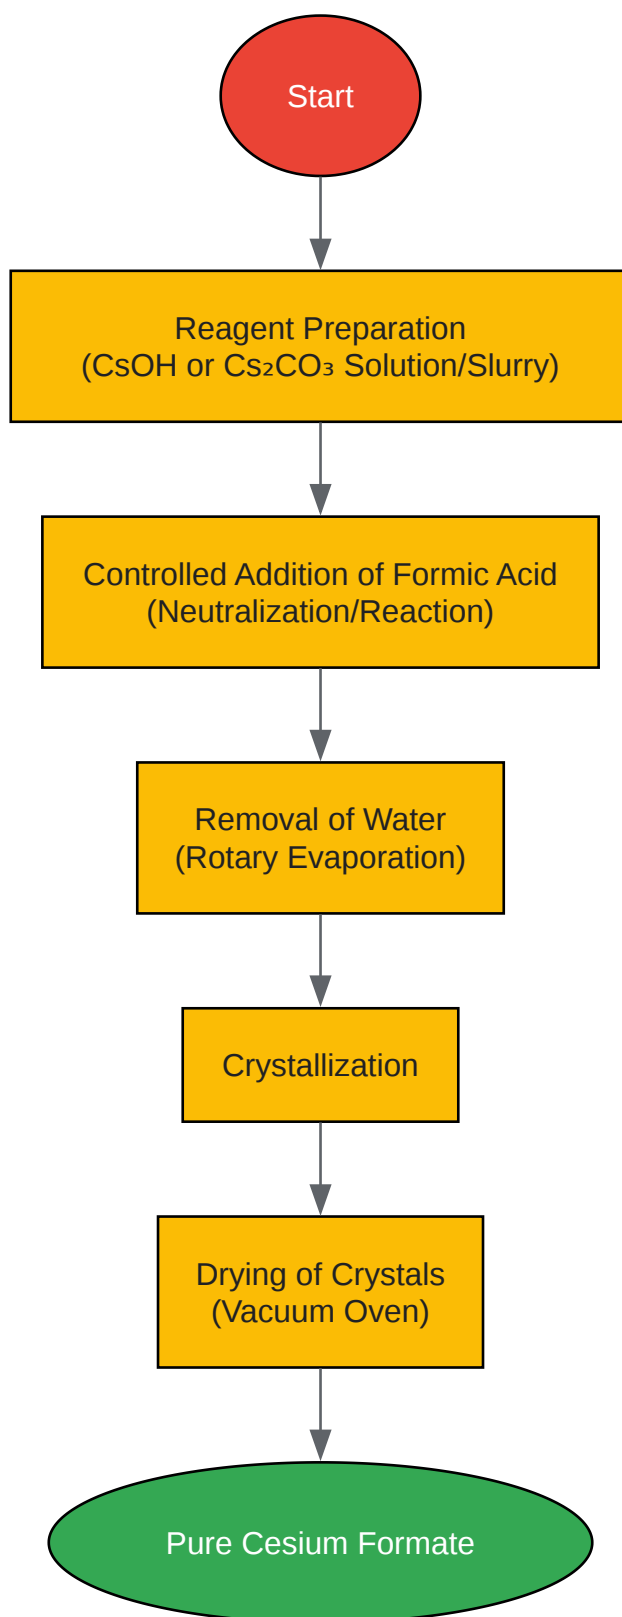 Start
Reagent Preparation
(CsOH or Cs₂CO₃ Solution/Slurry)
Controlled Addition of Formic Acid
(Neutralization/Reaction)
Removal of Water
(Rotary Evaporation)
Crystallization
Drying of Crystals
(Vacuum Oven)
Pure Cesium Formate